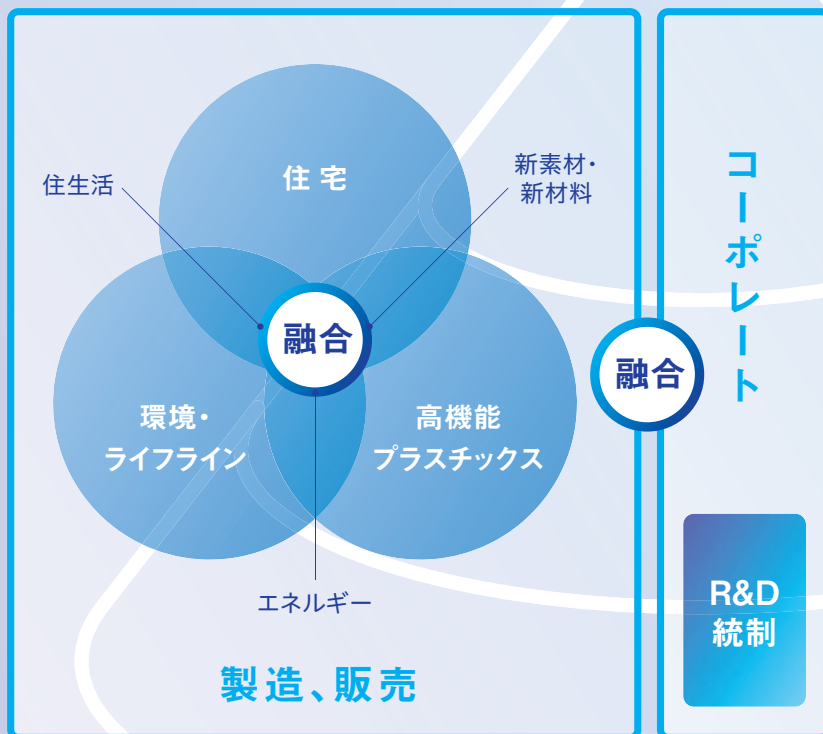 住宅
住生活
新素材・
新材料
融合
環境・
ライフライン
高機能
プラスチックス
エネルギー
製造、販売
融合
コーポレート
R&D
統制